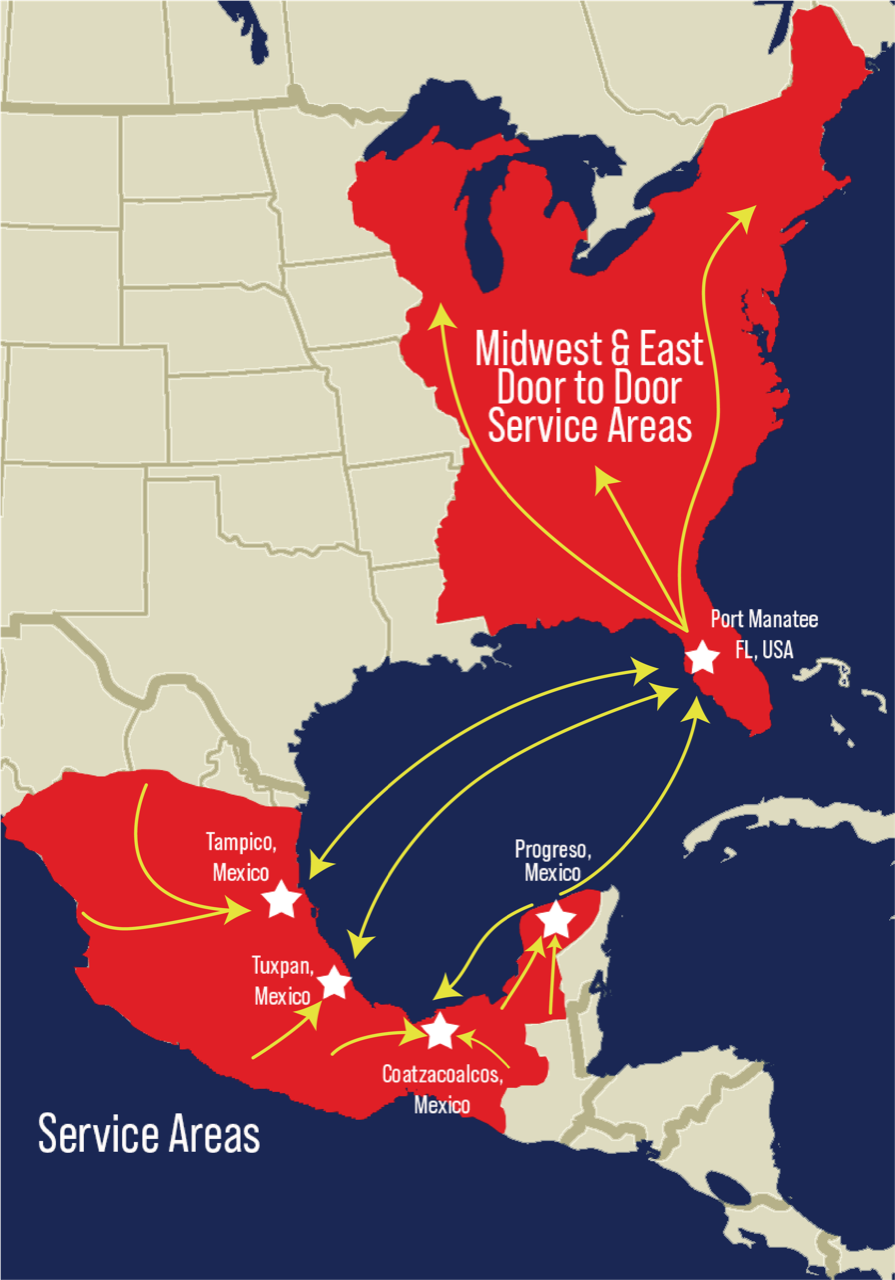 Midwest & East
Door to Door
Service Areas
Port Manatee
FL, USA
Tampico,
Mexico
Progreso,
Mexico
Tuxpan,
Mexico
Coatzacoalcos,
Mexico
Service Areas